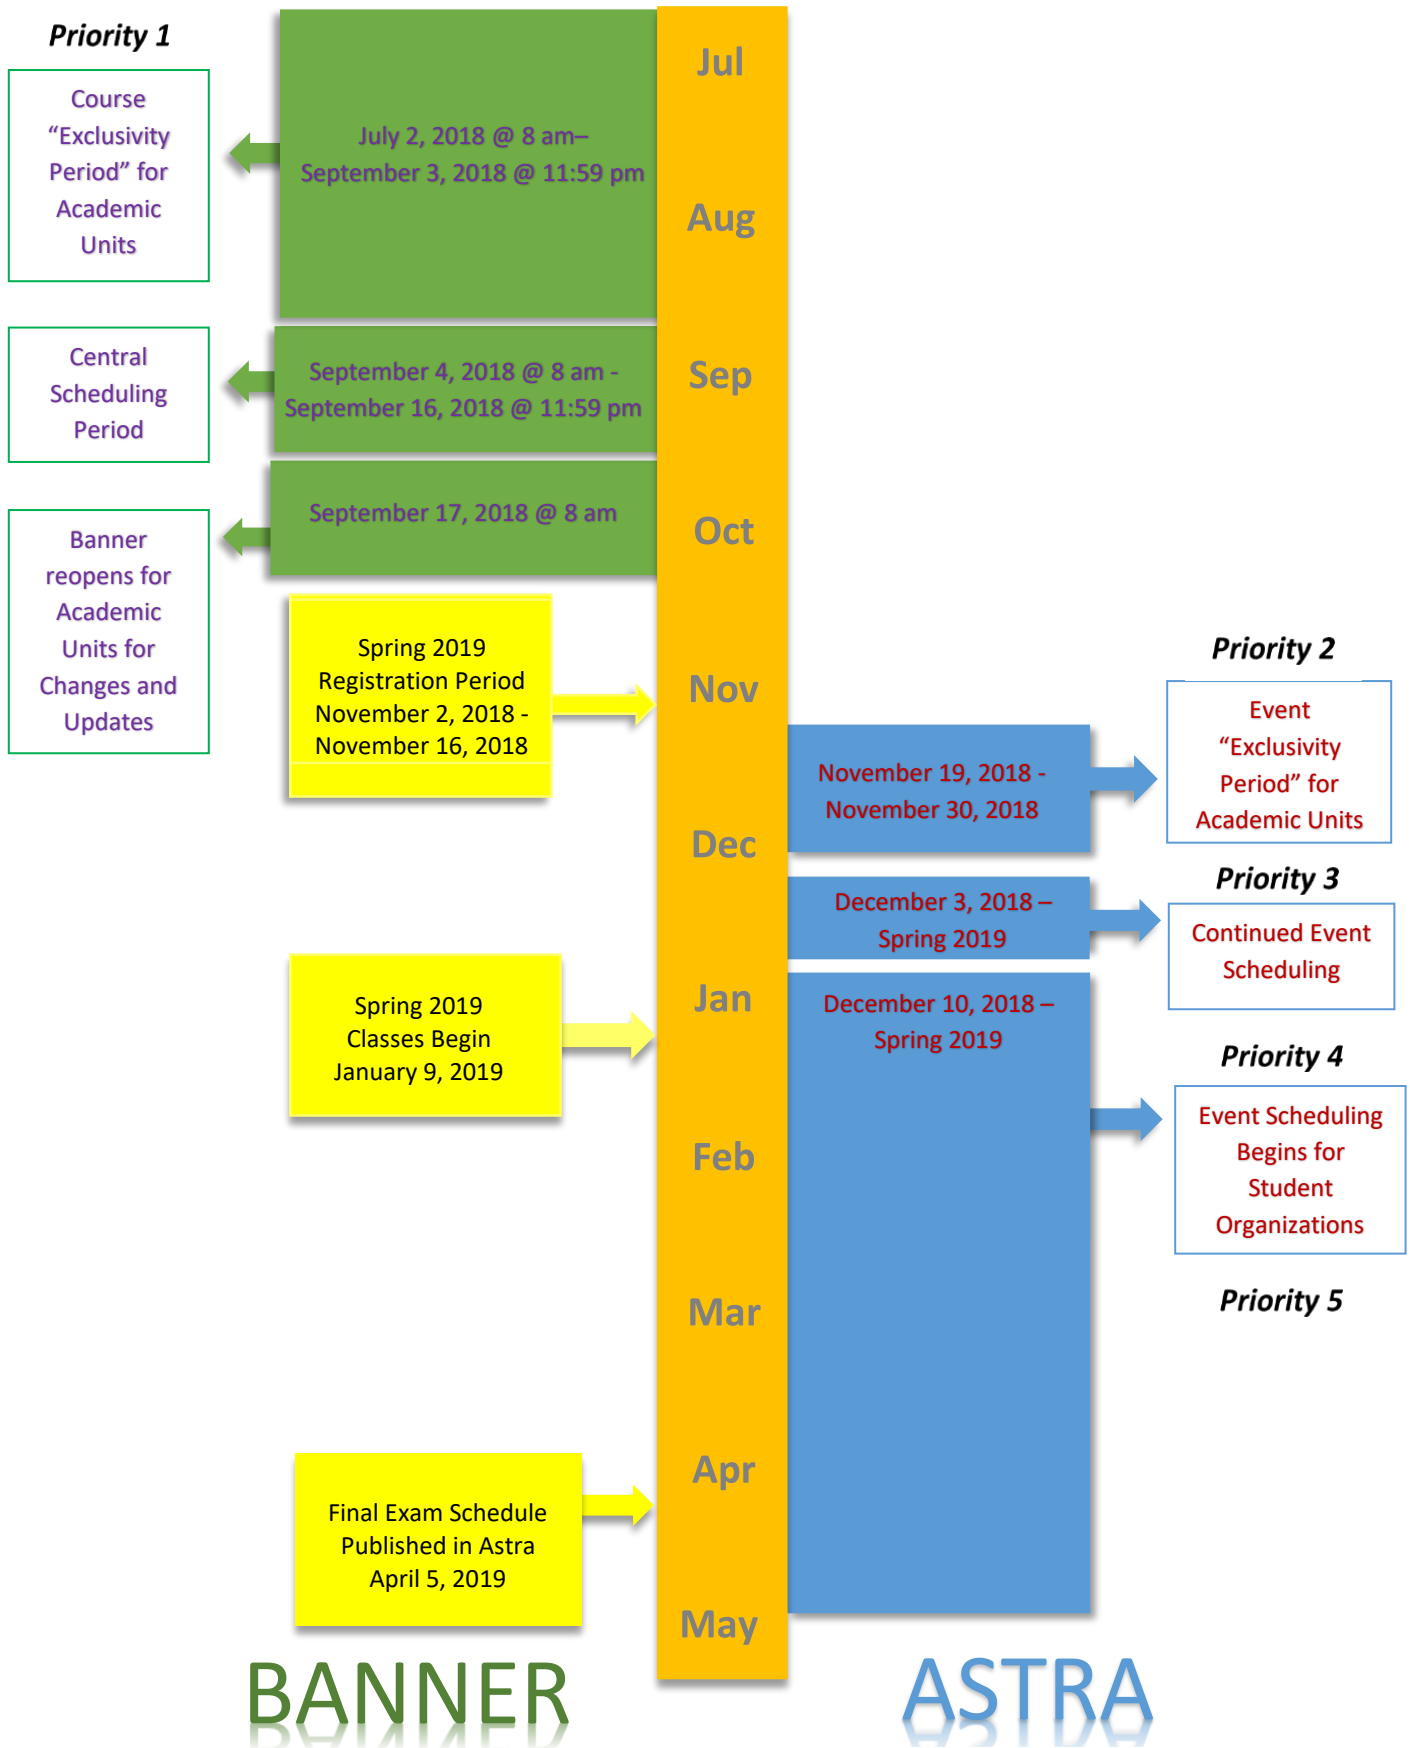 Priority 1
Course
“Exclusivity
Period” for
Academic
Units
July 2, 2018 @ 8 am–
September 3, 2018 @ 11:59 pm
Central
Scheduling
Period
September 4, 2018 @ 8 am -
September 16, 2018 @ 11:59 pm
Banner
reopens for
Academic
Units for
Changes and
Updates
September 17, 2018 @ 8 am
Spring 2019
Registration Period
November 2, 2018 -
November 16, 2018
Spring 2019
Classes Begin
January 9, 2019
Final Exam Schedule
Published in Astra
April 5, 2019
Jul
Aug
Sep
Oct
Nov
Dec
Jan
Feb
Mar
Apr
May
November 19, 2018 -
November 30, 2018
Priority 2
Event
“Exclusivity
Period” for
Academic Units
December 3, 2018 –
Spring 2019
Priority 3
Continued Event
Scheduling
December 10, 2018 –
Spring 2019
Priority 4
Event Scheduling
Begins for
Student
Organizations
Priority 5
BANNER
ASTRA